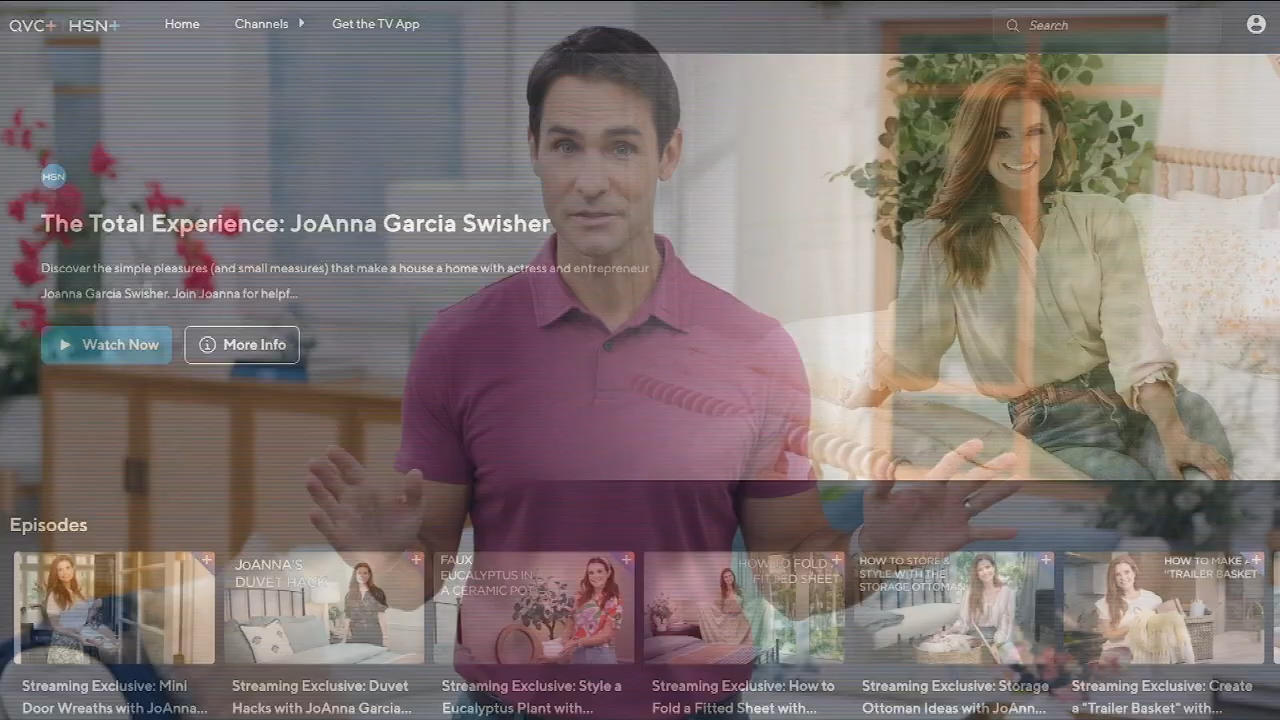 QVC+ HSN+ Home Channels Get the TV App Search
HSN
The Total Experience: JoAnna Garcia Swisher
Discover the simple pleasures (and small measures) that make a house a home with actress and entrepreneur
Joanna Garcia Swisher. Join Joanna for helpf...
Watch Now More Info
Episodes
JoANNA'S
DUVET HACK
FAUX
EUCALYPTUS IN
A CERAMIC POT
HOW TO FOLD
FITTED SHEET
HOW TO STORE &
STYLE WITH THE
STORAGE OTTOMAN
HOW TO MAKE A
"TRAILER BASKET"
Streaming Exclusive: Mini
Door Wreaths with JoAnna...
Streaming Exclusive: Duvet
Hacks with JoAnna Garcia...
Streaming Exclusive: Style a
Eucalyptus Plant with...
Streaming Exclusive: How to
Fold a Fitted Sheet with...
Streaming Exclusive: Storage
Ottoman Ideas with JoAnn...
Streaming Exclusive: Create
a "Trailer Basket" with...